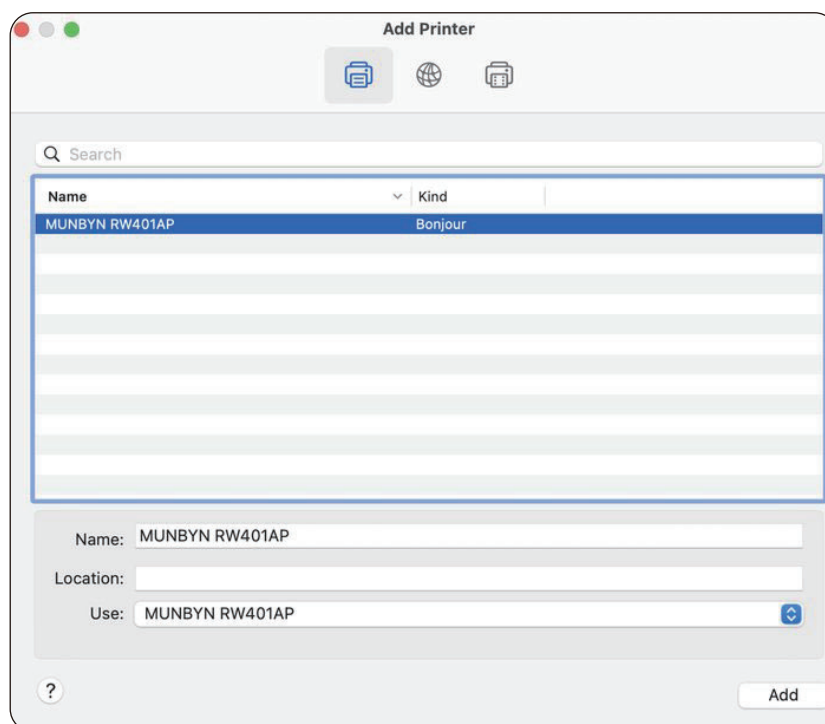 Add Printer
Search
Name Kind
MUNBYN RW401AP Bonjour
Name: MUNBYN RW401AP
Location:
Use: MUNBYN RW401AP
?
Add